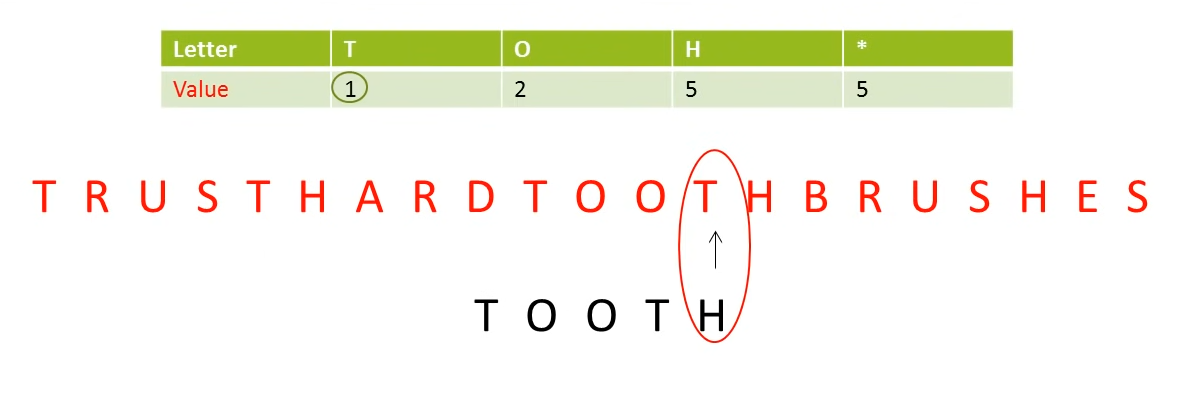 Letter T O H *
Value 1 2 5 5
T R U S T H A R D T O O T H B R U S H E S
T O O T H